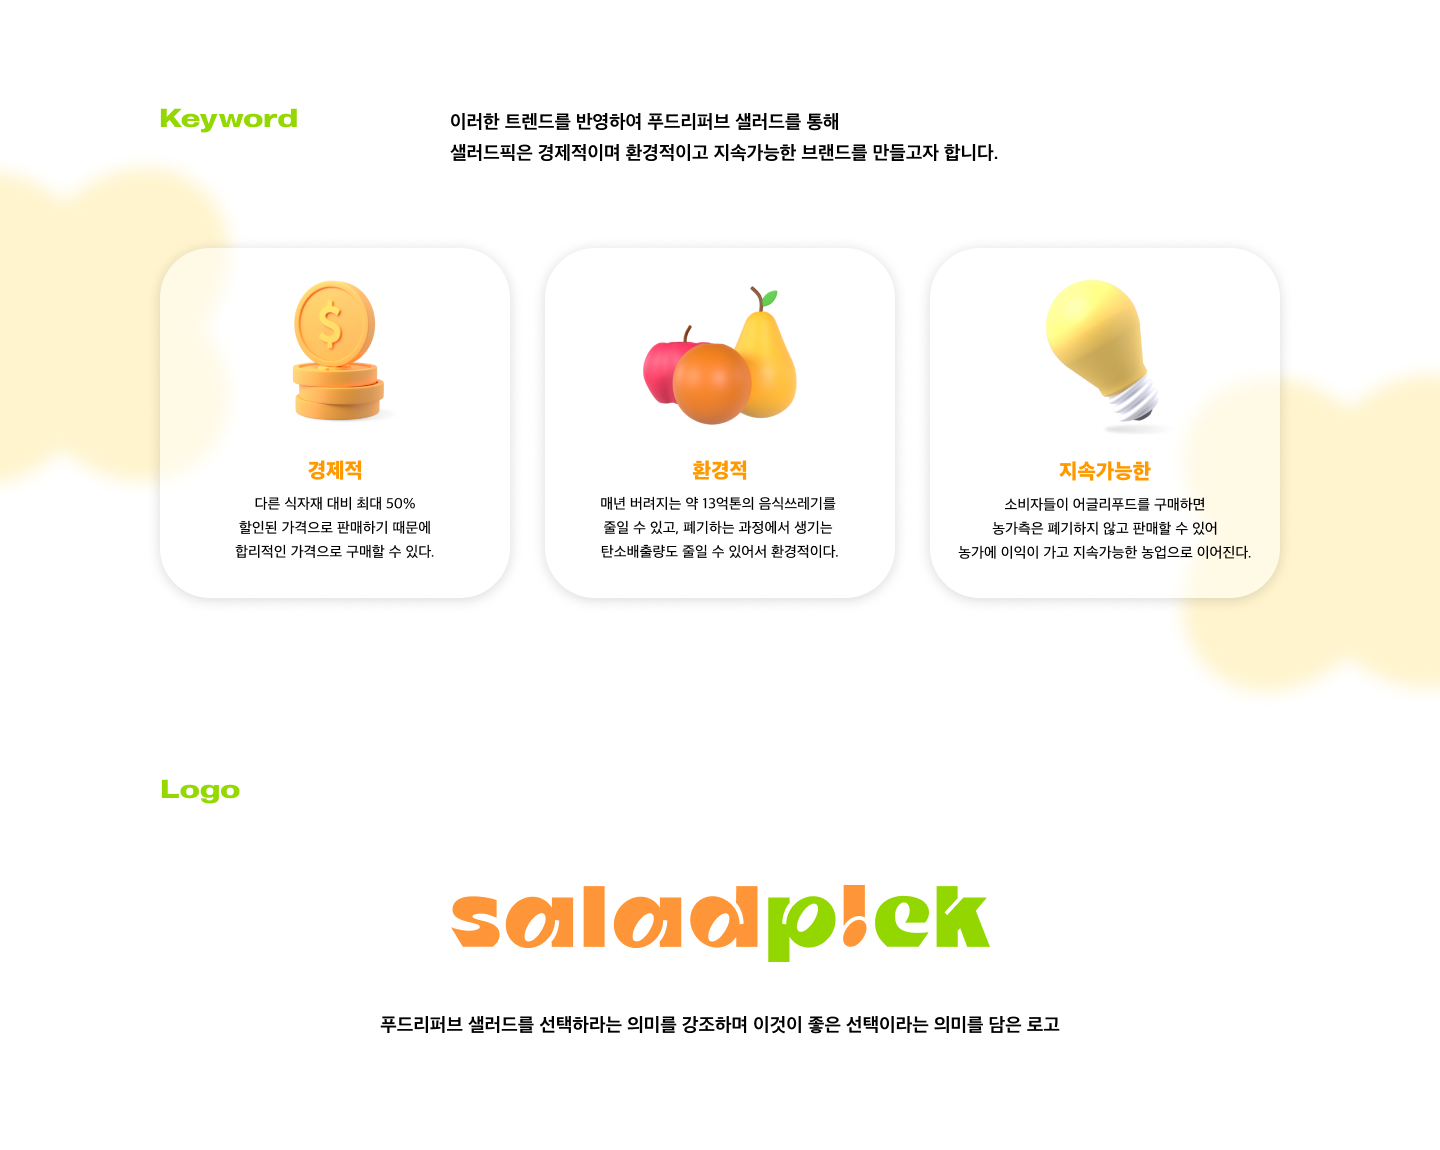 Keyword
이러한 트렌드를 반영하여 푸드리퍼브 샐러드를 통해
샐러드픽은 경제적이며 환경적이고 지속가능한 브랜드를 만들고자 합니다.
경제적
다른 식자재 대비 최대 50%
할인된 가격으로 판매하기 때문에
합리적인 가격으로 구매할 수 있다.
환경적
매년 버려지는 약 13억톤의 음식쓰레기를
줄일 수 있고, 폐기하는 과정에서 생기는
탄소배출량도 줄일 수 있어서 환경적이다.
지속가능한
소비자들이 어글리푸드를 구매하면
농가측은 폐기하지 않고 판매할 수 있어
농가에 이익이 가고 지속가능한 농업으로 이어진다.
Logo
saladp!ck
푸드리퍼브 샐러드를 선택하라는 의미를 강조하며 이것이 좋은 선택이라는 의미를 담은 로고